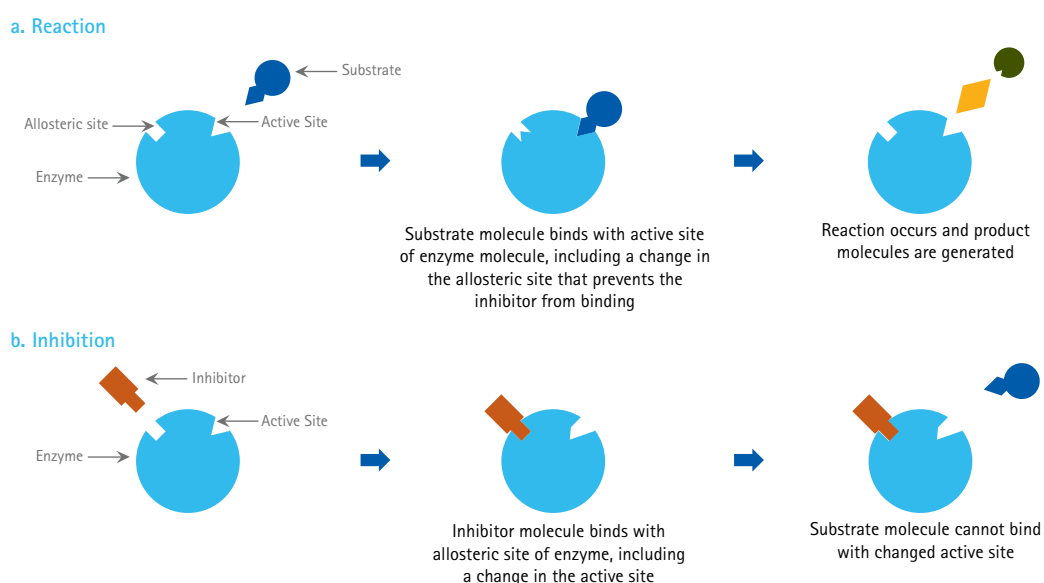 a. Reaction
Substrate
Allosteric site
Active Site
Enzyme
Substrate molecule binds with active site
of enzyme molecule, including a change in
the allosteric site that prevents the
inhibitor from binding
Reaction occurs and product
molecules are generated
b. Inhibition
Inhibitor
Active Site
Enzyme
Inhibitor molecule binds with
allosteric site of enzyme, including
a change in the active site
Substrate molecule cannot bind
with changed active site